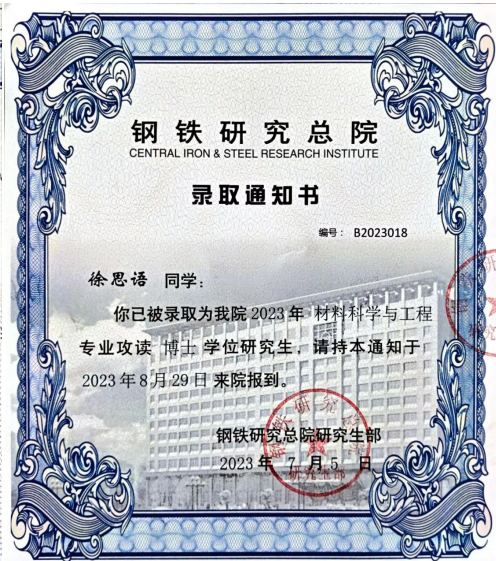 钢铁研究总院
CENTRAL IRON & STEEL RESEARCH INSTITUTE
录取通知书
编号： B2023018
徐思语 同学：
你已被录取为我院 2023 年 材料科学与工程
专业攻读 博士 学位研究生，请持本通知于
2023 年 8 月 29 日 来院报到。
钢铁研究总院研究生部
2023 年 7 月 5 日